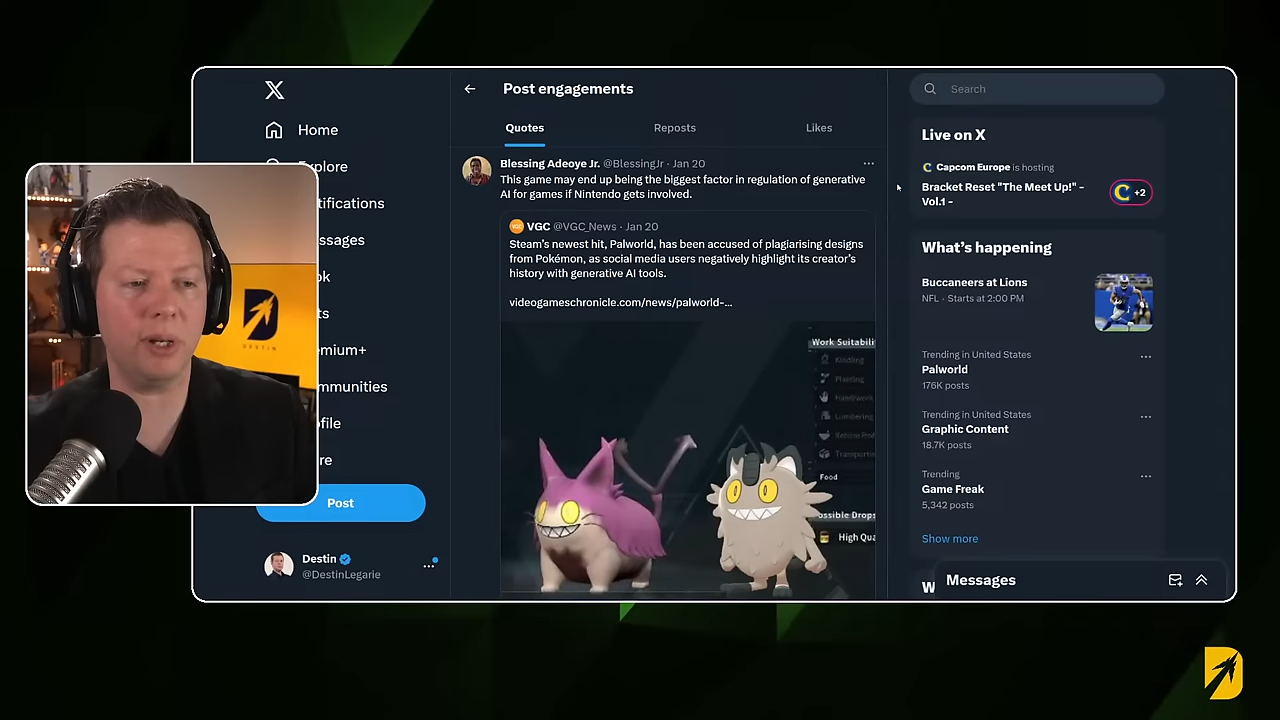 Post engagements
Search
Home
Quotes
Reposts
Likes
Live on X
Blessing Adeoye Jr. @BlessingJr · Jan 20
This game may end up being the biggest factor in regulation of generative
AI for games if Nintendo gets involved.
Capcom Europe is hosting
Bracket Reset "The Meet Up!" -
Vol.1 -
+2
xplore
tifications
ssages
ok
ts
emium+
mmunities
ofile
re
Post
VGC @VGC_News · Jan 20
Steam's newest hit, Palworld, has been accused of plagiarising designs
from Pokémon, as social media users negatively highlight its creator's
history with generative AI tools.
videogameschronicle.com/news/palworld-...
What's happening
Buccaneers at Lions
NFL · Starts at 2:00 PM
Trending in United States
Palworld
176K posts
Trending in United States
Graphic Content
18.7K posts
Trending
Game Freak
5,342 posts
Show more
Work Suitabili
Kindling
Planting
Handiwork
Lumbering
Transporting
Food
ossible Drops
High Qua
DESTIN
Destin
@DestinLegarie
Messages
W